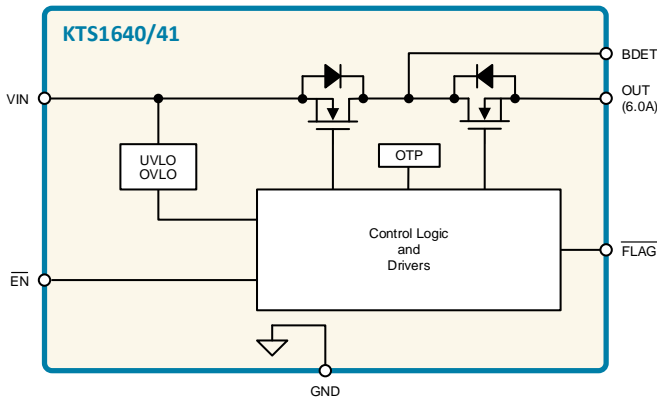 KTS1640/41
BDET
VIN
OUT
(6.0A)
UVLO
OVLO
OTP
Control Logic
and
Drivers
FLAG
EN
GND